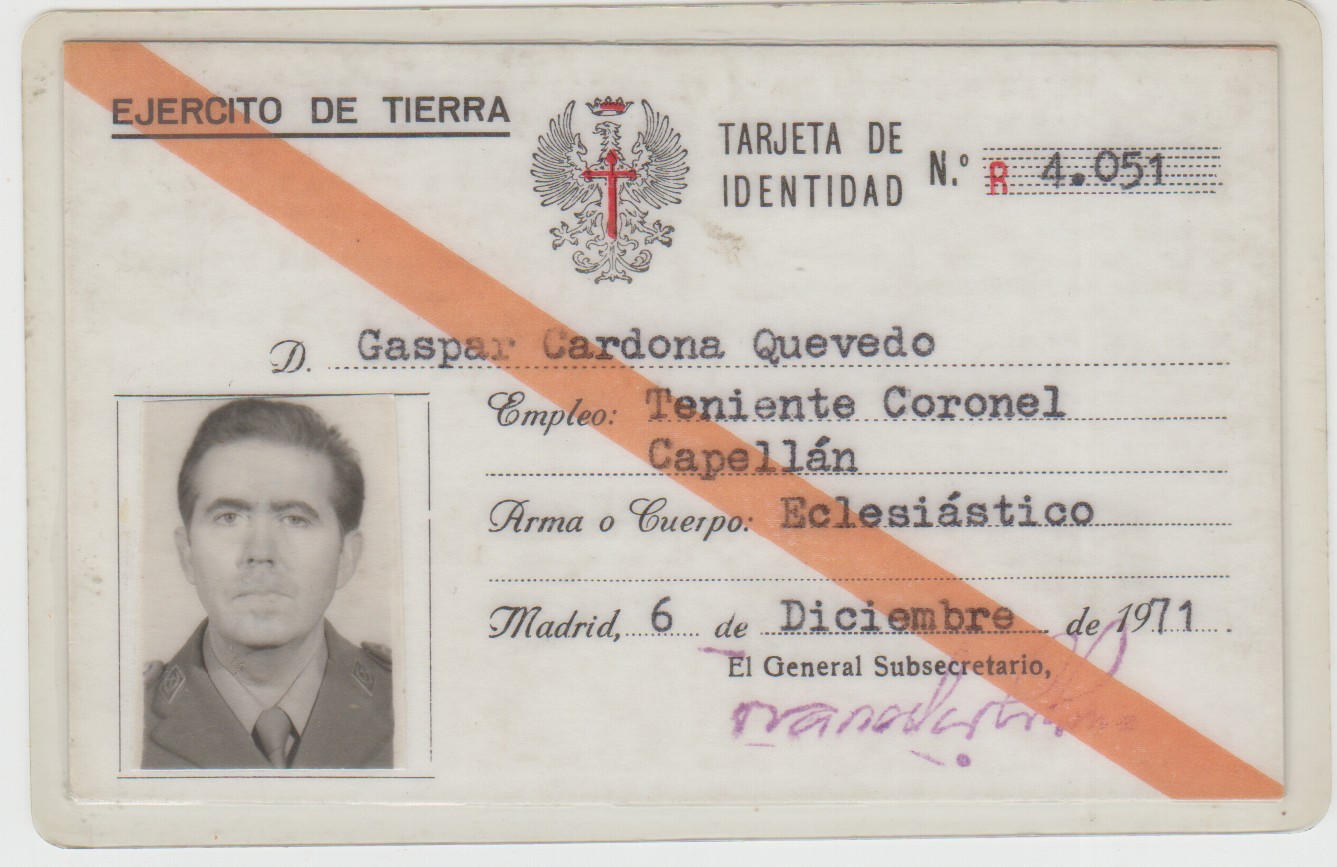 EJERCITO DE TIERRA
TARJETA DE
IDENTIDAD
N.º R 4.051
D. Gaspar Cardona Quevedo
Empleo: Teniente Coronel
Capellán
Arma o Cuerpo: Eclesiástico
Madrid, 6 de Diciembre de 1971
El General Subsecretario,